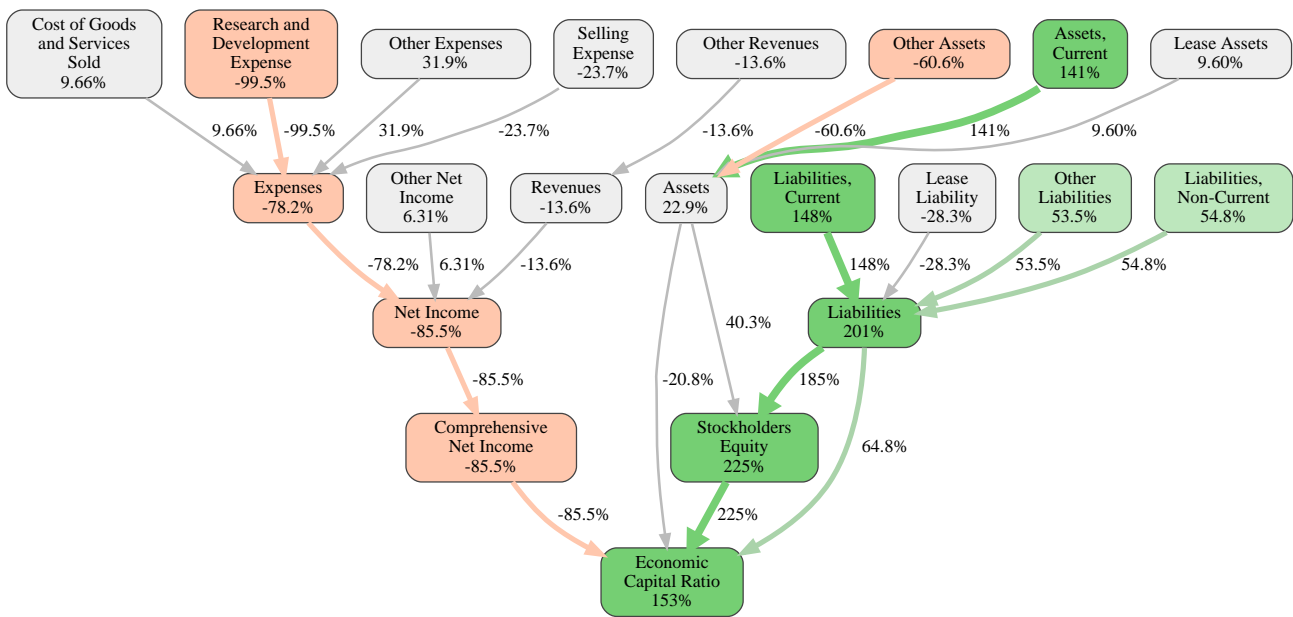 Cost of Goods
and Services
Sold
9.66%
Research and
Development
Expense
-99.5%
Other Expenses
31.9%
Selling
Expense
-23.7%
Other Revenues
-13.6%
Other Assets
-60.6%
Assets,
Current
141%
Lease Assets
9.60%
9.66%
-99.5%
31.9%
-23.7%
-13.6%
-60.6%
141%
9.60%
Expenses
-78.2%
Other Net
Income
6.31%
Revenues
-13.6%
Assets
22.9%
Liabilities,
Current
148%
Lease
Liability
-28.3%
Other
Liabilities
53.5%
Liabilities,
Non-Current
54.8%
-78.2%
6.31%
-13.6%
148%
-28.3%
53.5%
54.8%
Net Income
-85.5%
40.3%
Liabilities
201%
-85.5%
-20.8%
185%
Comprehensive
Net Income
-85.5%
Stockholders
Equity
225%
64.8%
-85.5%
225%
Economic
Capital Ratio
153%